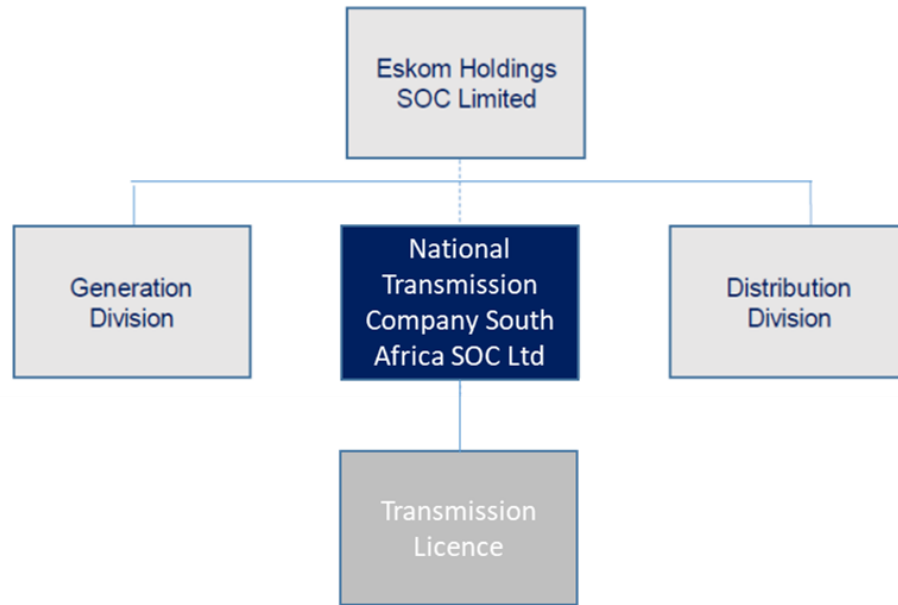 Eskom Holdings
SOC Limited
Generation
Division
National
Transmission
Company South
Africa SOC Ltd
Distribution
Division
Transmission
Licence